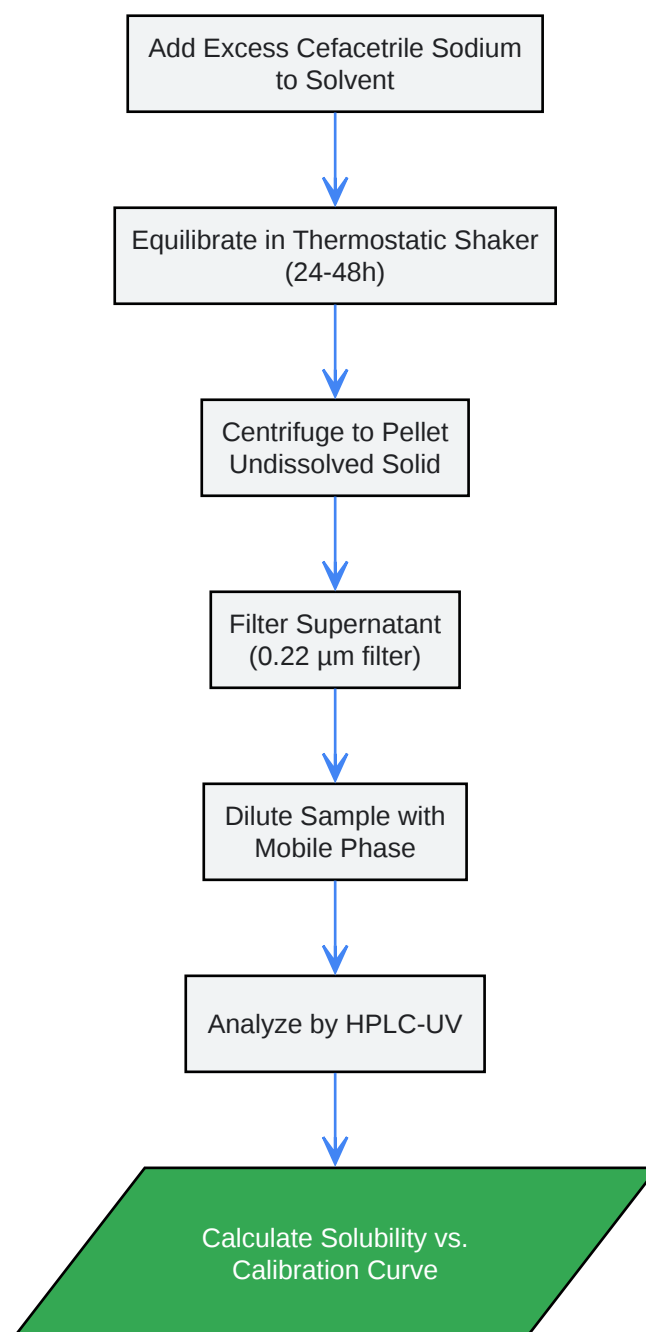 Add Excess Cefacetrile Sodium
to Solvent
Equilibrate in Thermostatic Shaker
(24-48h)
Centrifuge to Pellet
Undissolved Solid
Filter Supernatant
(0.22 µm filter)
Dilute Sample with
Mobile Phase
Analyze by HPLC-UV
Calculate Solubility vs.
Calibration Curve